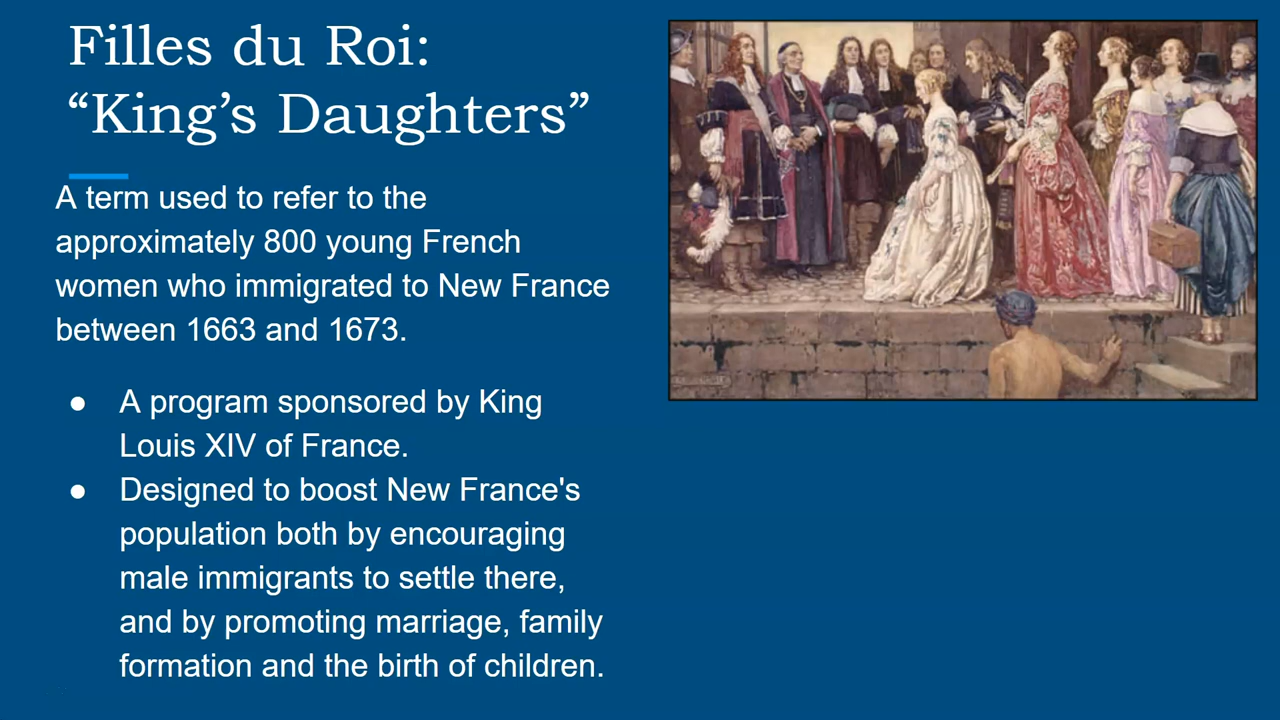 Filles du Roi:
“King’s Daughters”
A term used to refer to the
approximately 800 young French
women who immigrated to New France
between 1663 and 1673.
● A program sponsored by King
Louis XIV of France.
● Designed to boost New France's
population both by encouraging
male immigrants to settle there,
and by promoting marriage, family
formation and the birth of children.